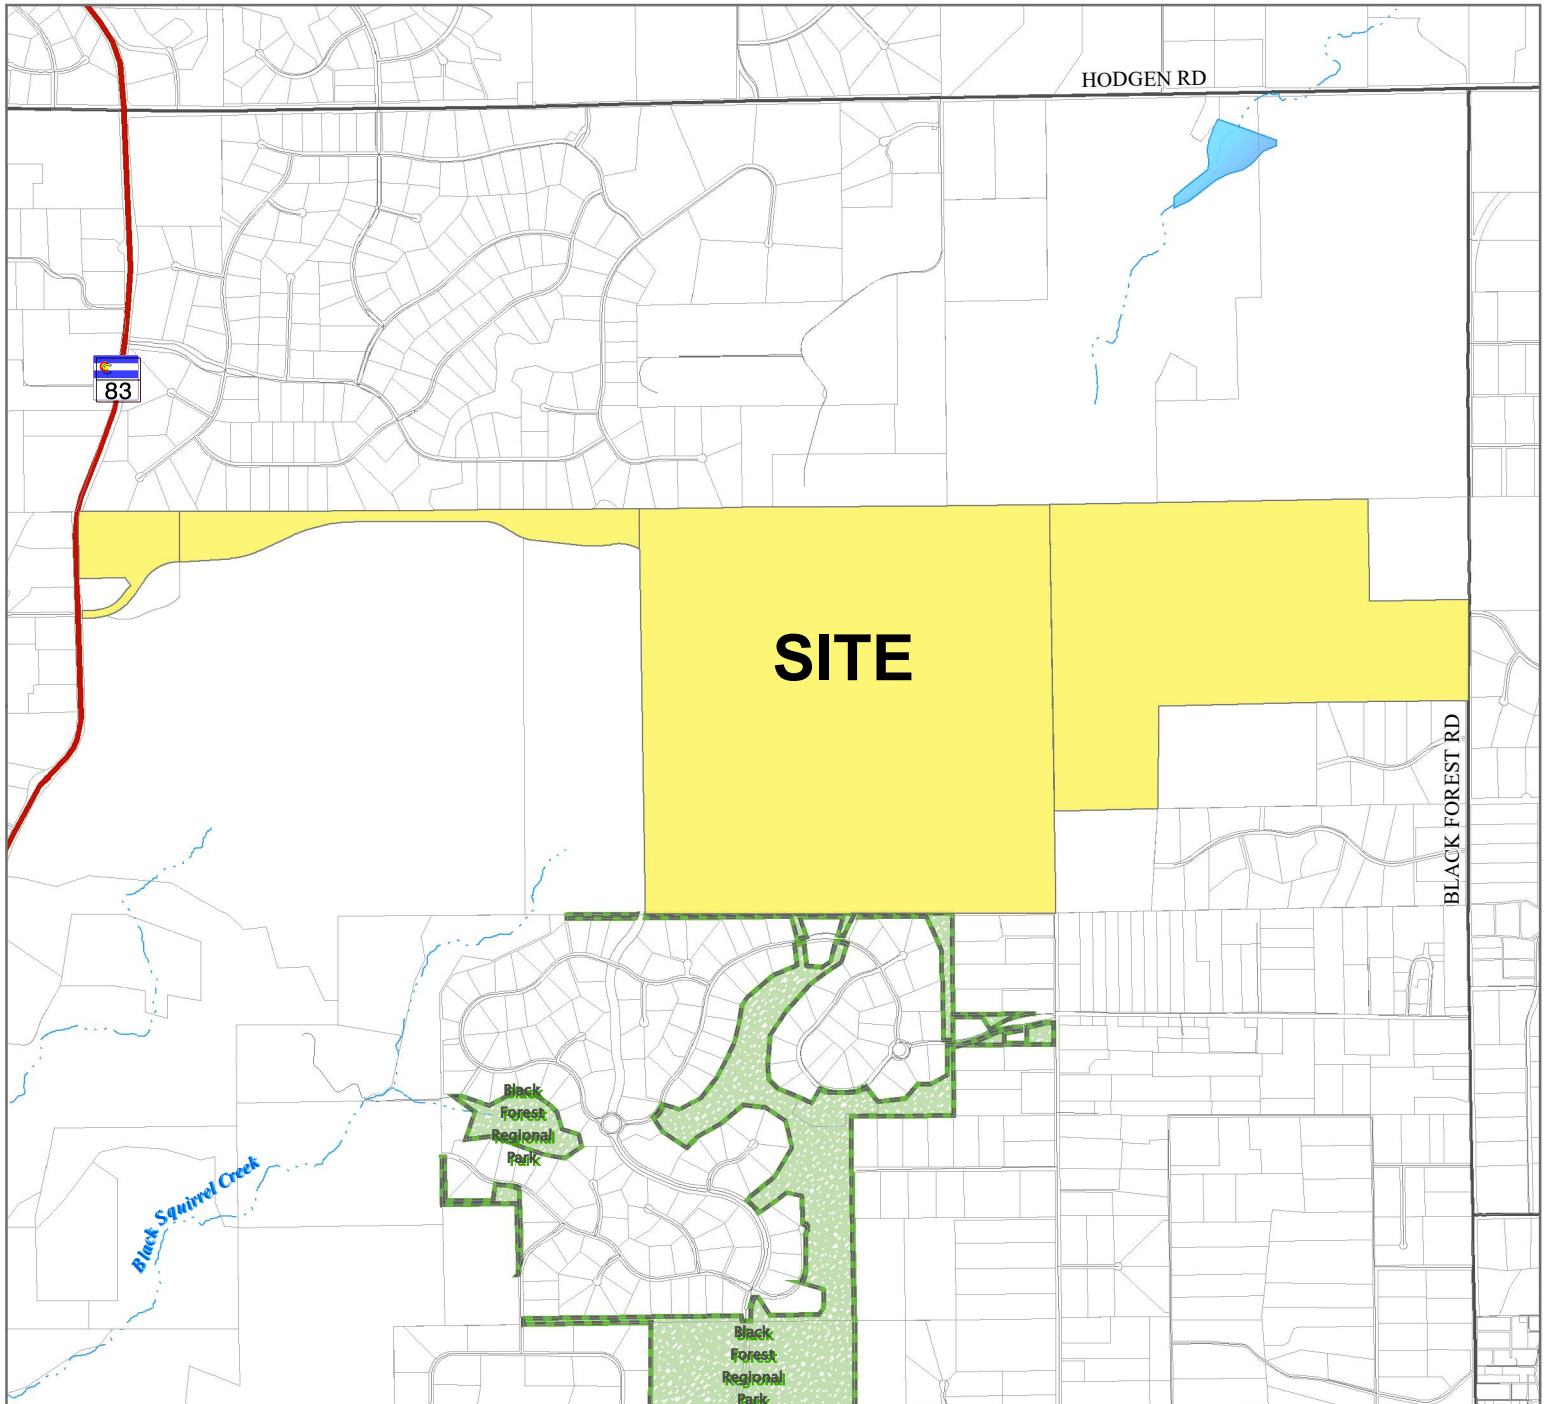 HODGEN RD
83
SITE
BLACK FOREST RD
Black
Forest
Regional
Park
Black Squirrel Creek
Black
Forest
Regional
Park